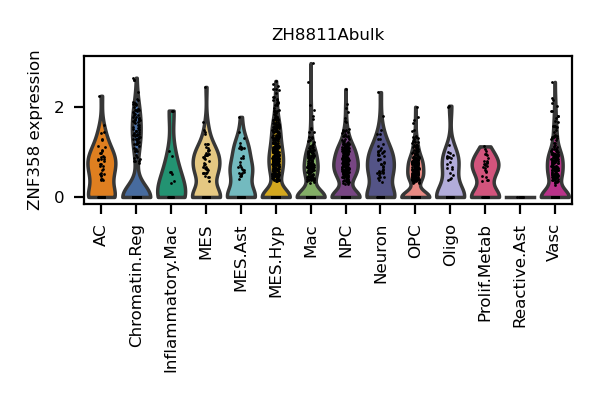 ZH8811Abulk
ZNF358 expression
2
0
AC
Chromatin.Reg
Inflammatory.Mac
MES
MES.Ast
MES.Hyp
Mac
NPC
Neuron
OPC
Oligo
Prolif.Metab
Reactive.Ast
Vasc